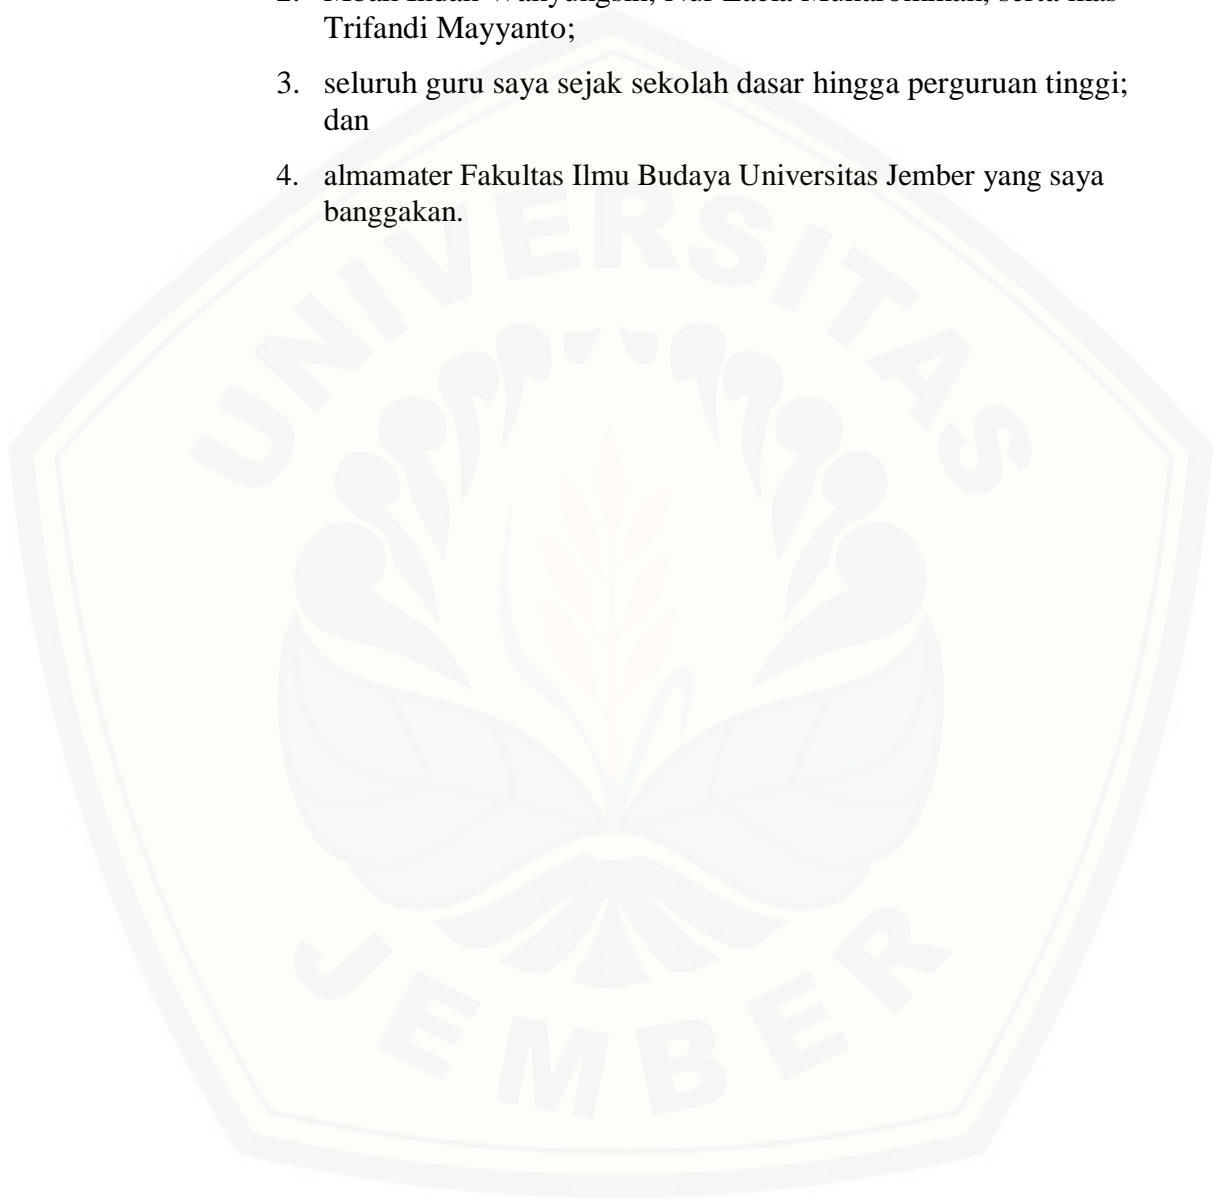 Trifandi Mayyanto;
3. seluruh guru saya sejak sekolah dasar hingga perguruan tinggi;
dan
4. almamater Fakultas Ilmu Budaya Universitas Jember yang saya
banggakan.
UNIVERSITAS
JEMBER